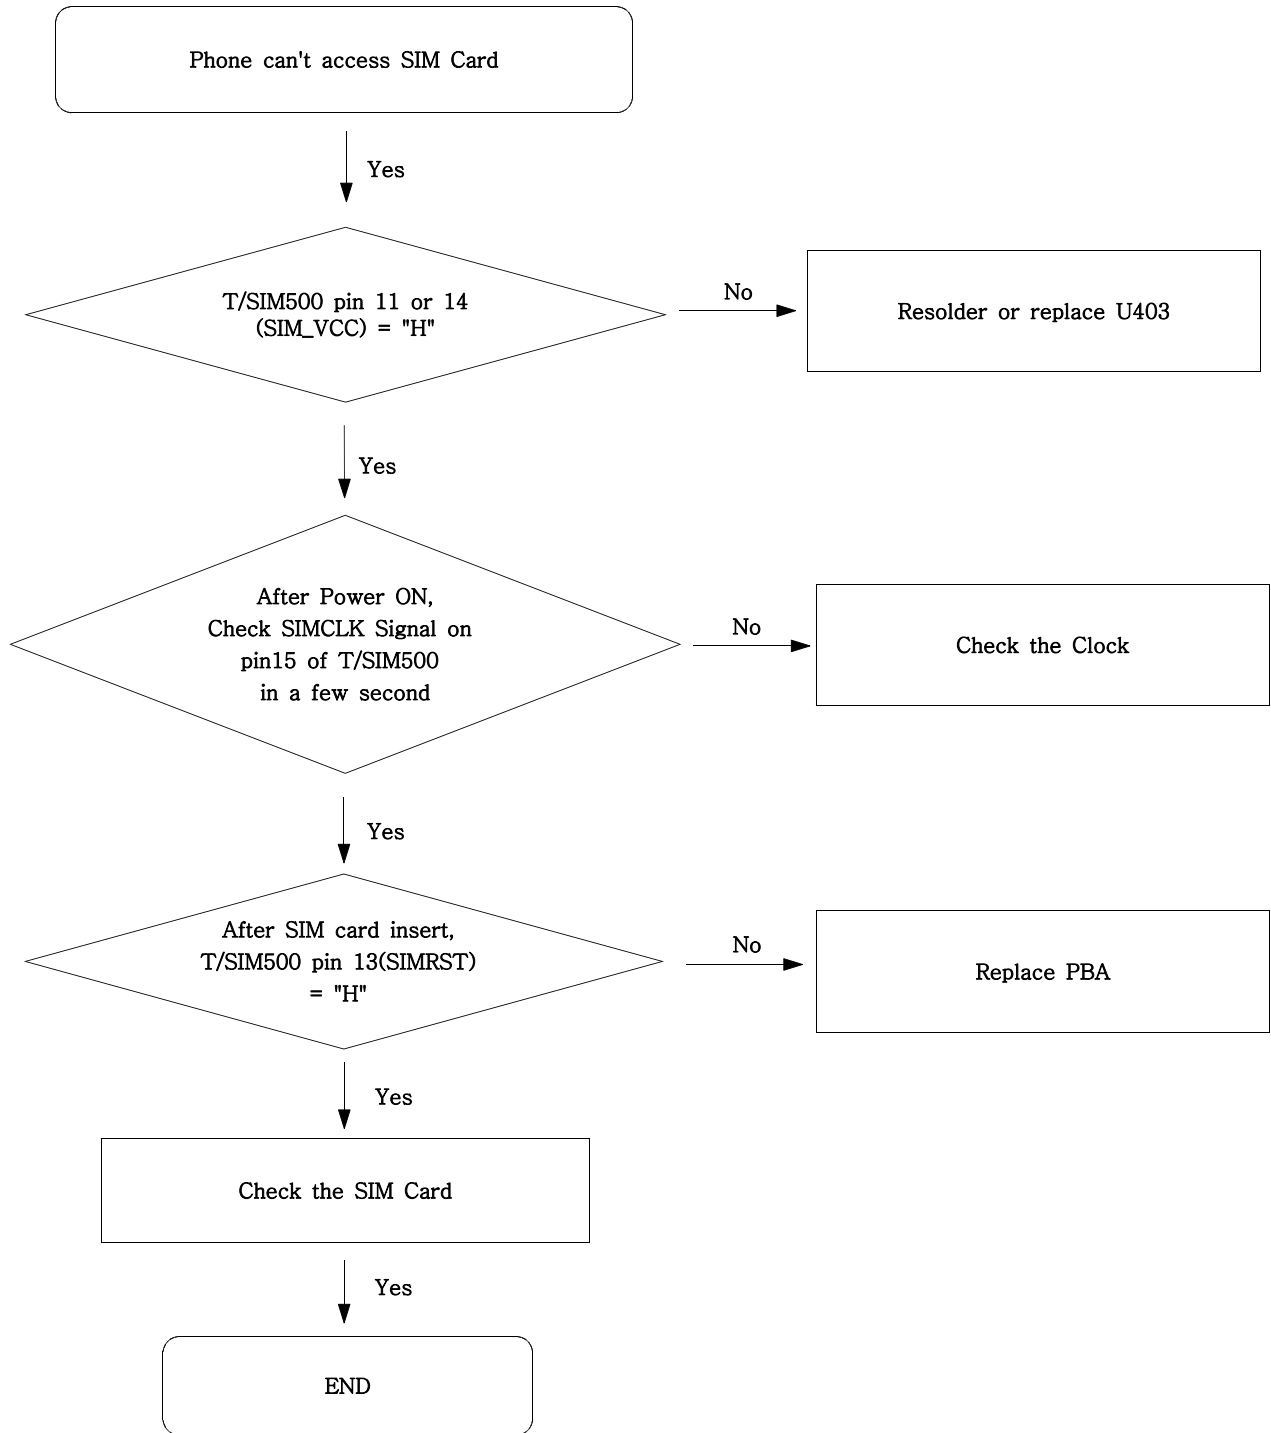 Phone can't access SIM Card
Yes
T/SIM500 pin 11 or 14
(SIM_VCC) = "H"
No
Resolder or replace U403
Yes
After Power ON,
Check SIMCLK Signal on
pin15 of T/SIM500
in a few second
No
Check the Clock
Yes
After SIM card insert,
T/SIM500 pin 13(SIMRST)
= "H"
No
Replace PBA
Yes
Check the SIM Card
Yes
END